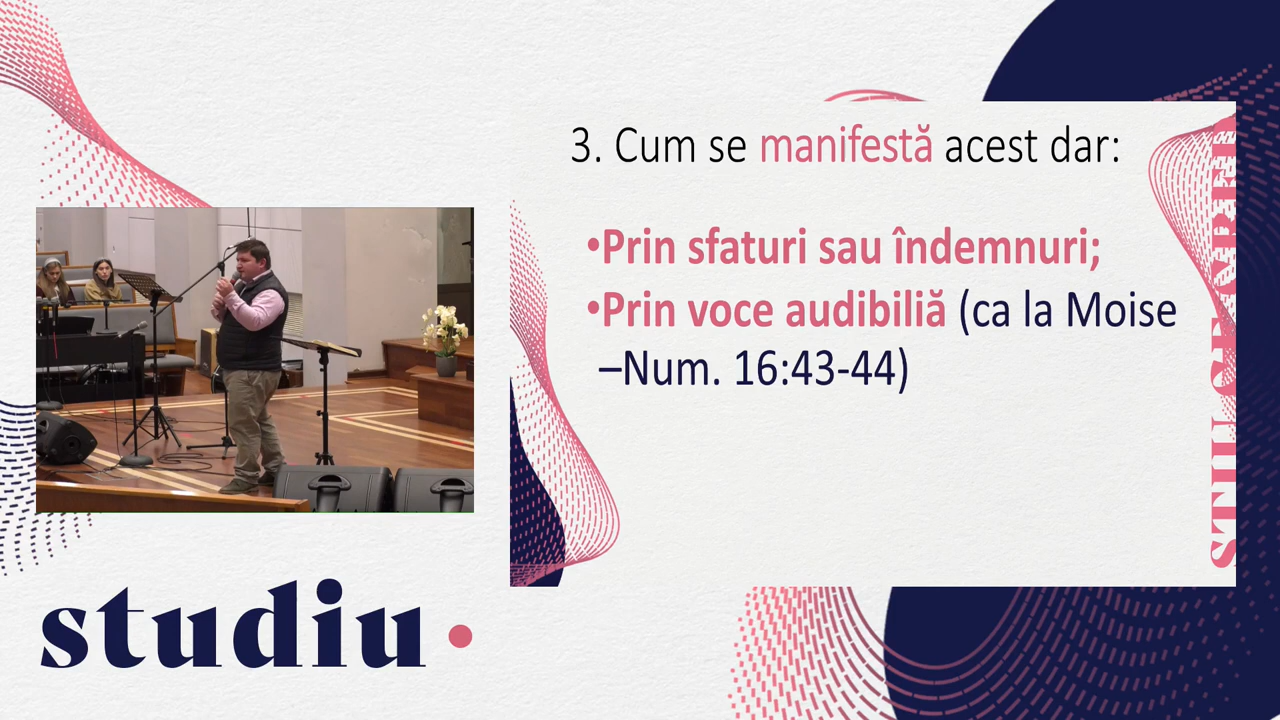 3. Cum se manifestă acest dar:
•Prin sfaturi sau îndemnuri;
•Prin voce audibiliă (ca la Moise
–Num. 16:43-44)
studiu